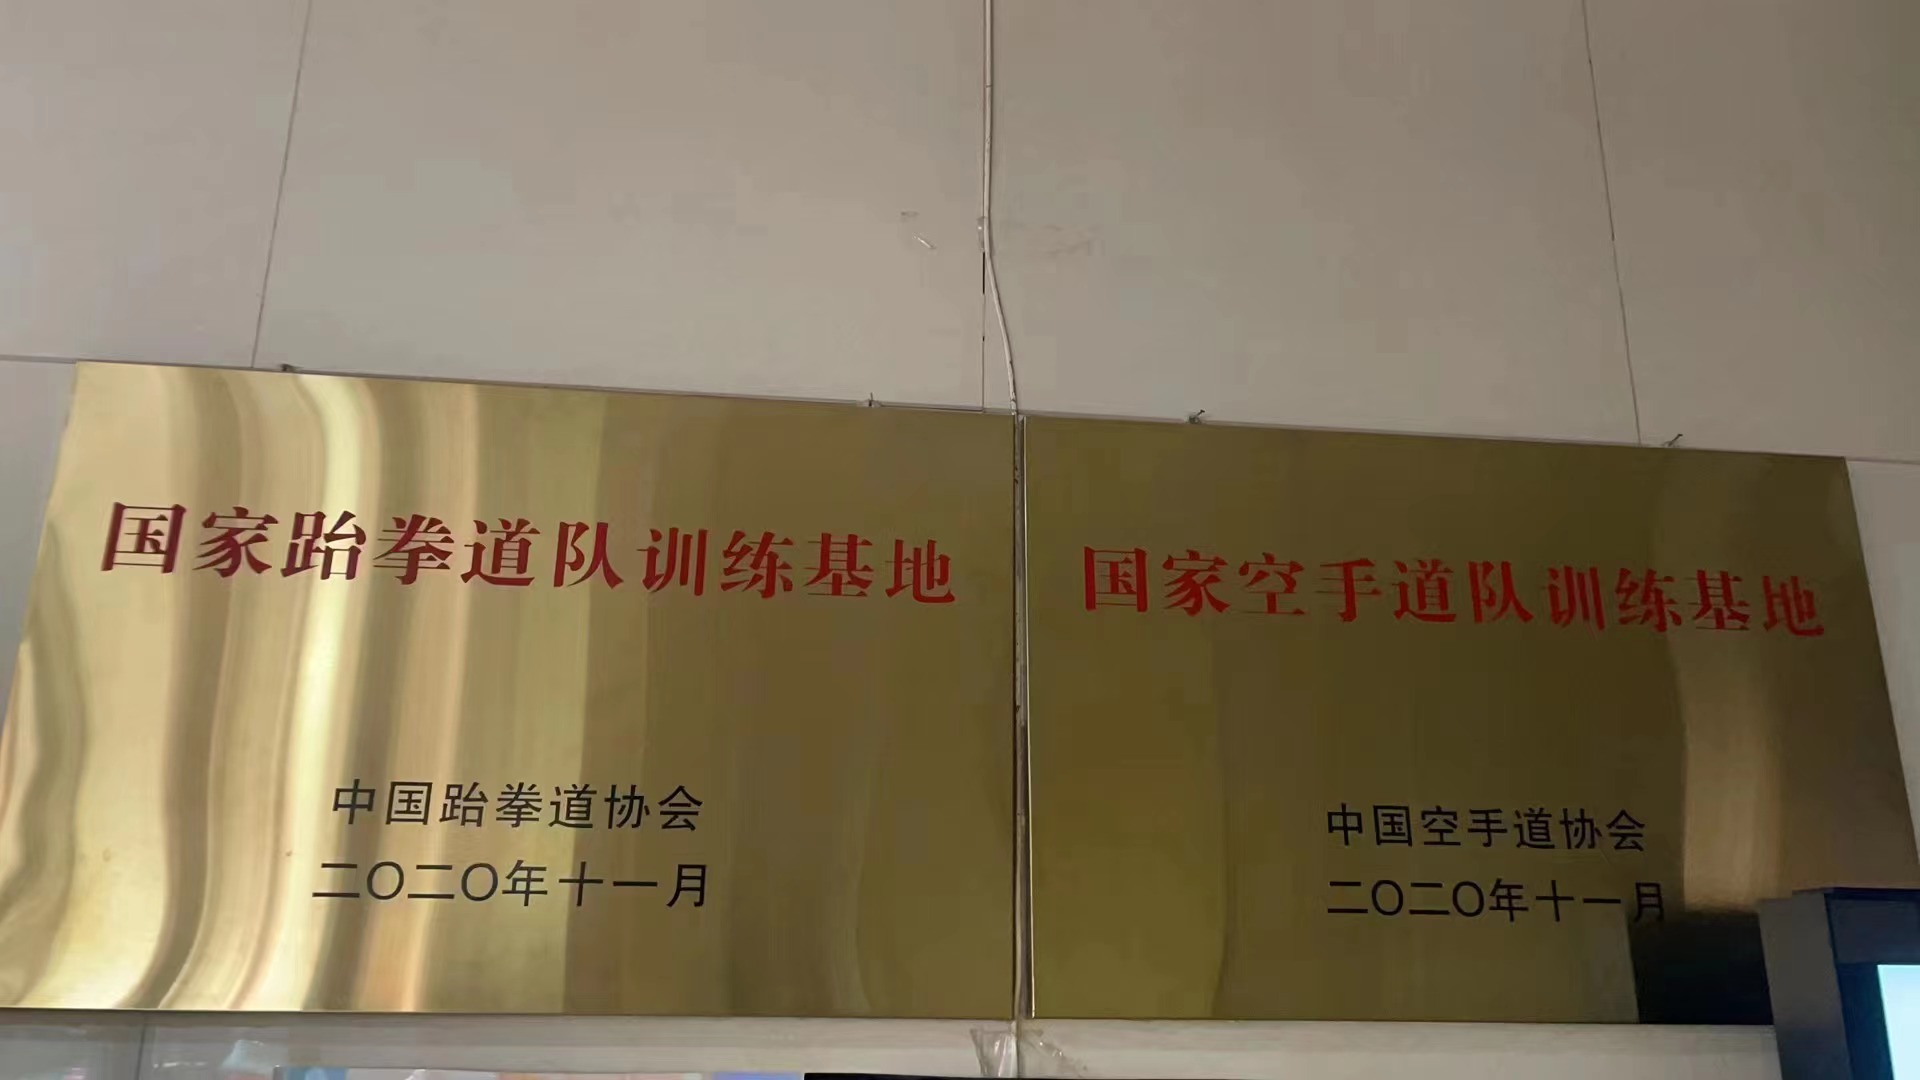 国家跆拳道队训练基地
中国跆拳道协会
二〇二〇年十一月
国家空手道队训练基地
中国空手道协会
二〇二〇年十一月